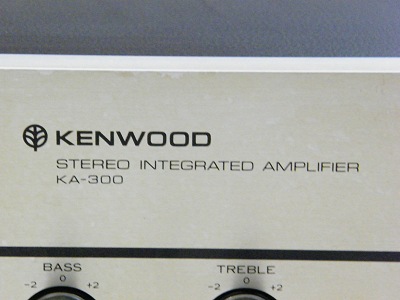 KENWOOD
STEREO INTEGRATED AMPLIFIER
KA-300
BASS TREBLE
0 0
-2 +2 -2 +2